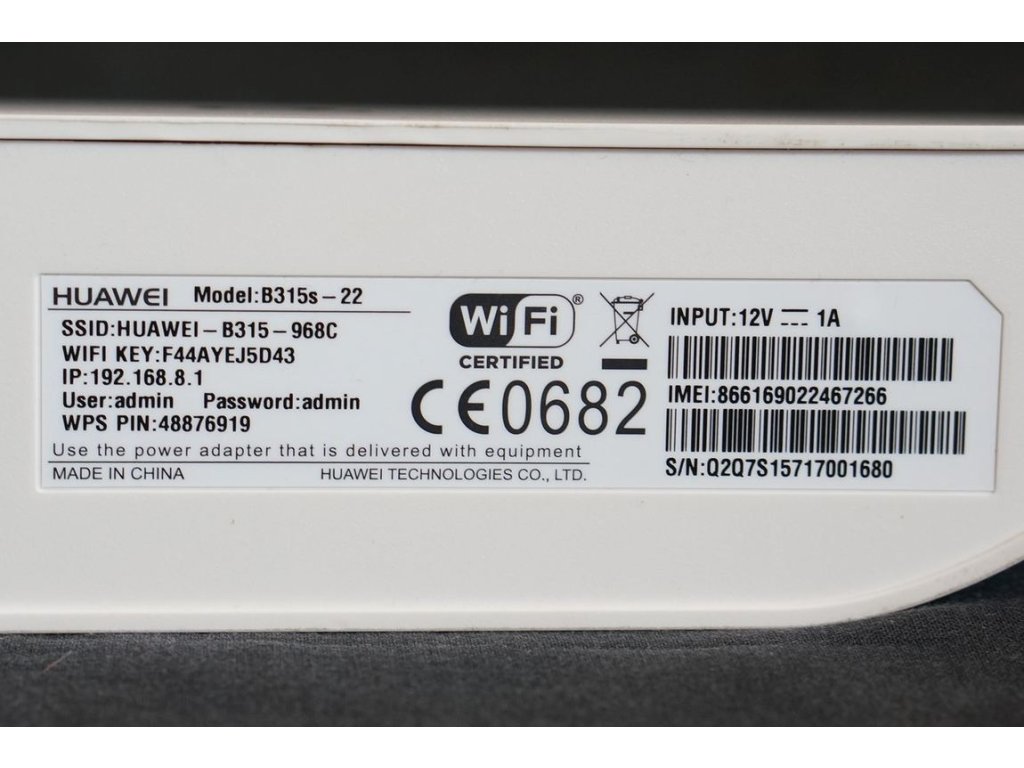 HUAWEI Model:B315s-22
SSID:HUAWEI-B315-968C
WIFI KEY:F44AYEJ5D43
IP:192.168.8.1
User:admin Password:admin
WPS PIN:48876919
Use the power adapter that is delivered with equipment
MADE IN CHINA HUAWEI TECHNOLOGIES CO., LTD.
Wi Fi ®
CERTIFIED
CE0682
INPUT:12V ⎓ 1A
IMEI:866169022467266
S/N:Q2Q7S15717001680